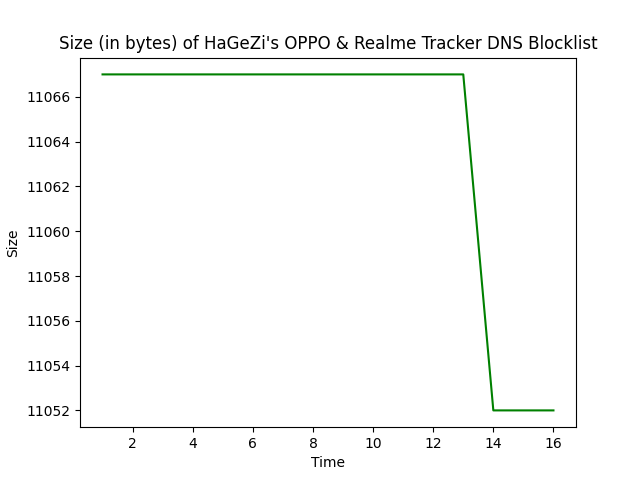 Size (in bytes) of HaGeZi's OPPO & Realme Tracker DNS Blocklist
11066
11064
11062
11060
11058
11056
11054
11052
Size
2 4 6 8 10 12 14 16
Time